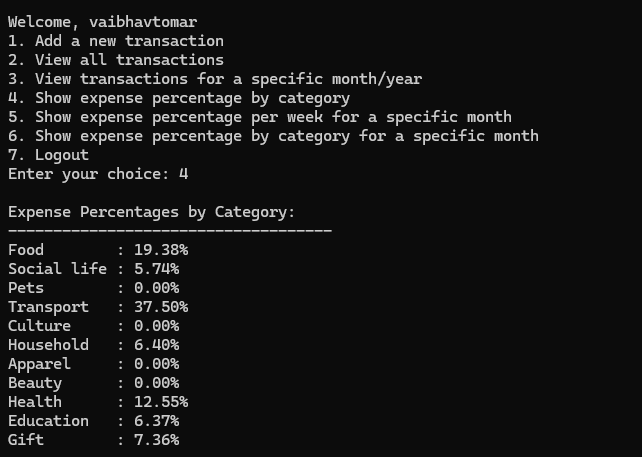 Welcome, vaibhavtomar
1. Add a new transaction
2. View all transactions
3. View transactions for a specific month/year
4. Show expense percentage by category
5. Show expense percentage per week for a specific month
6. Show expense percentage by category for a specific month
7. Logout
Enter your choice: 4
Expense Percentages by Category:
------------------------------------
Food        : 19.38%
Social life : 5.74%
Pets        : 0.00%
Transport   : 37.50%
Culture     : 0.00%
Household   : 6.40%
Apparel     : 0.00%
Beauty      : 0.00%
Health      : 12.55%
Education   : 6.37%
Gift        : 7.36%